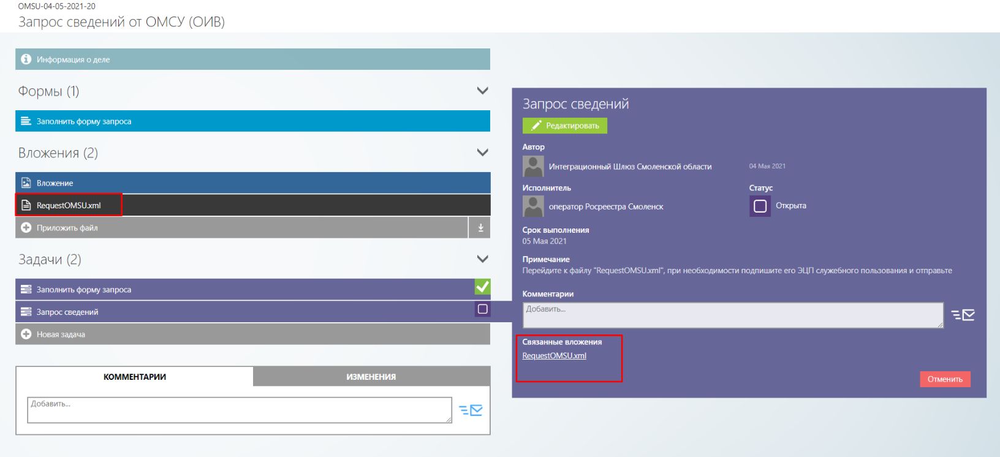 OMSU-04-05-2021-20
Запрос сведений от ОМСУ (ОИВ)
Информация о деле
Формы (1)
Заполнить форму запроса
Вложения (2)
Вложение
RequestOMSU.xml
Приложить файл
Задачи (2)
Заполнить форму запроса
Запрос сведений
Новая задача
КОММЕНТАРИИ
ИЗМЕНЕНИЯ
Добавить...
Запрос сведений
Редактировать
Автор
Интеграционный Шлюз Смоленской области
04 Мая 2021
Исполнитель
Статус
оператор Росреестра Смоленск
Открыта
Срок выполнения
05 Мая 2021
Примечание
Перейдите к файлу "RequestOMSU.xml", при необходимости подпишите его ЭЦП служебного пользования и отправьте
Комментарии
Добавить...
Связанные вложения
RequestOMSU.xml
Отменить